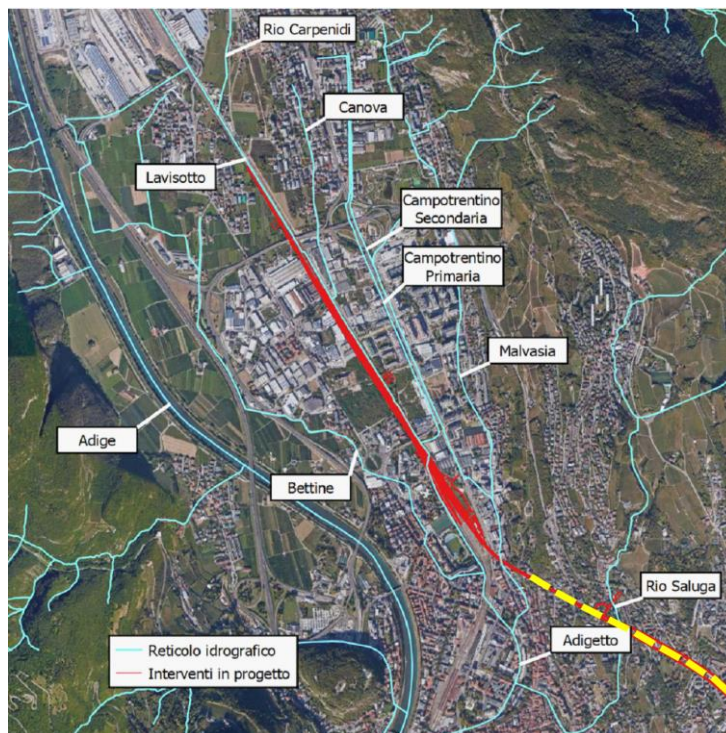 Rio Carpenidi
Canova
Lavisotto
Campotrentino
Secondaria
Campotrentino
Primaria
Malvasia
Adige
Bettine
Rio Saluga
Adigetto
Reticolo idrografico
Interventi in progetto